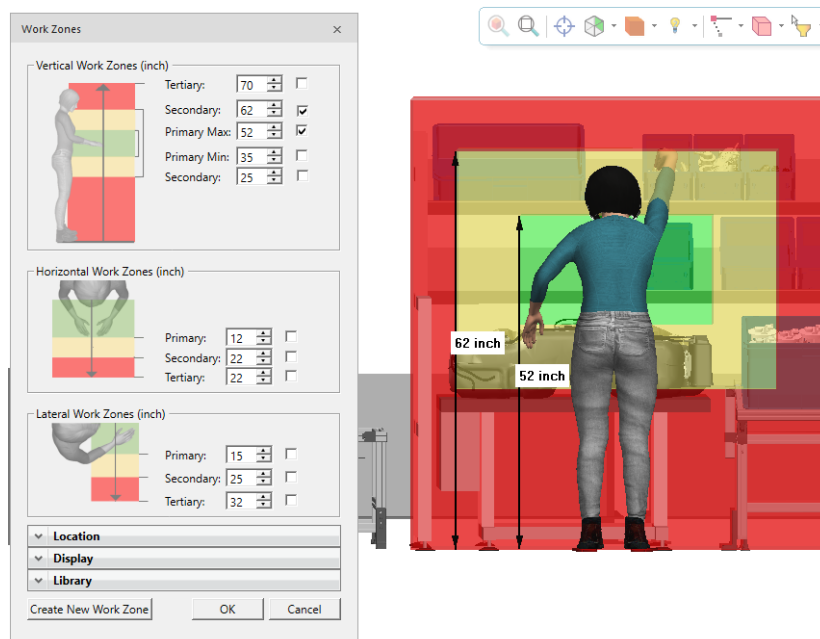 Work Zones
Vertical Work Zones (inch)
Tertiary: 70
Secondary: 62
Primary Max: 52
Primary Min: 35
Secondary: 25
Horizontal Work Zones (inch)
Primary: 12
Secondary: 22
Tertiary: 22
Lateral Work Zones (inch)
Primary: 15
Secondary: 25
Tertiary: 32
Location
Display
Library
Create New Work Zone OK Cancel
62 inch
52 inch